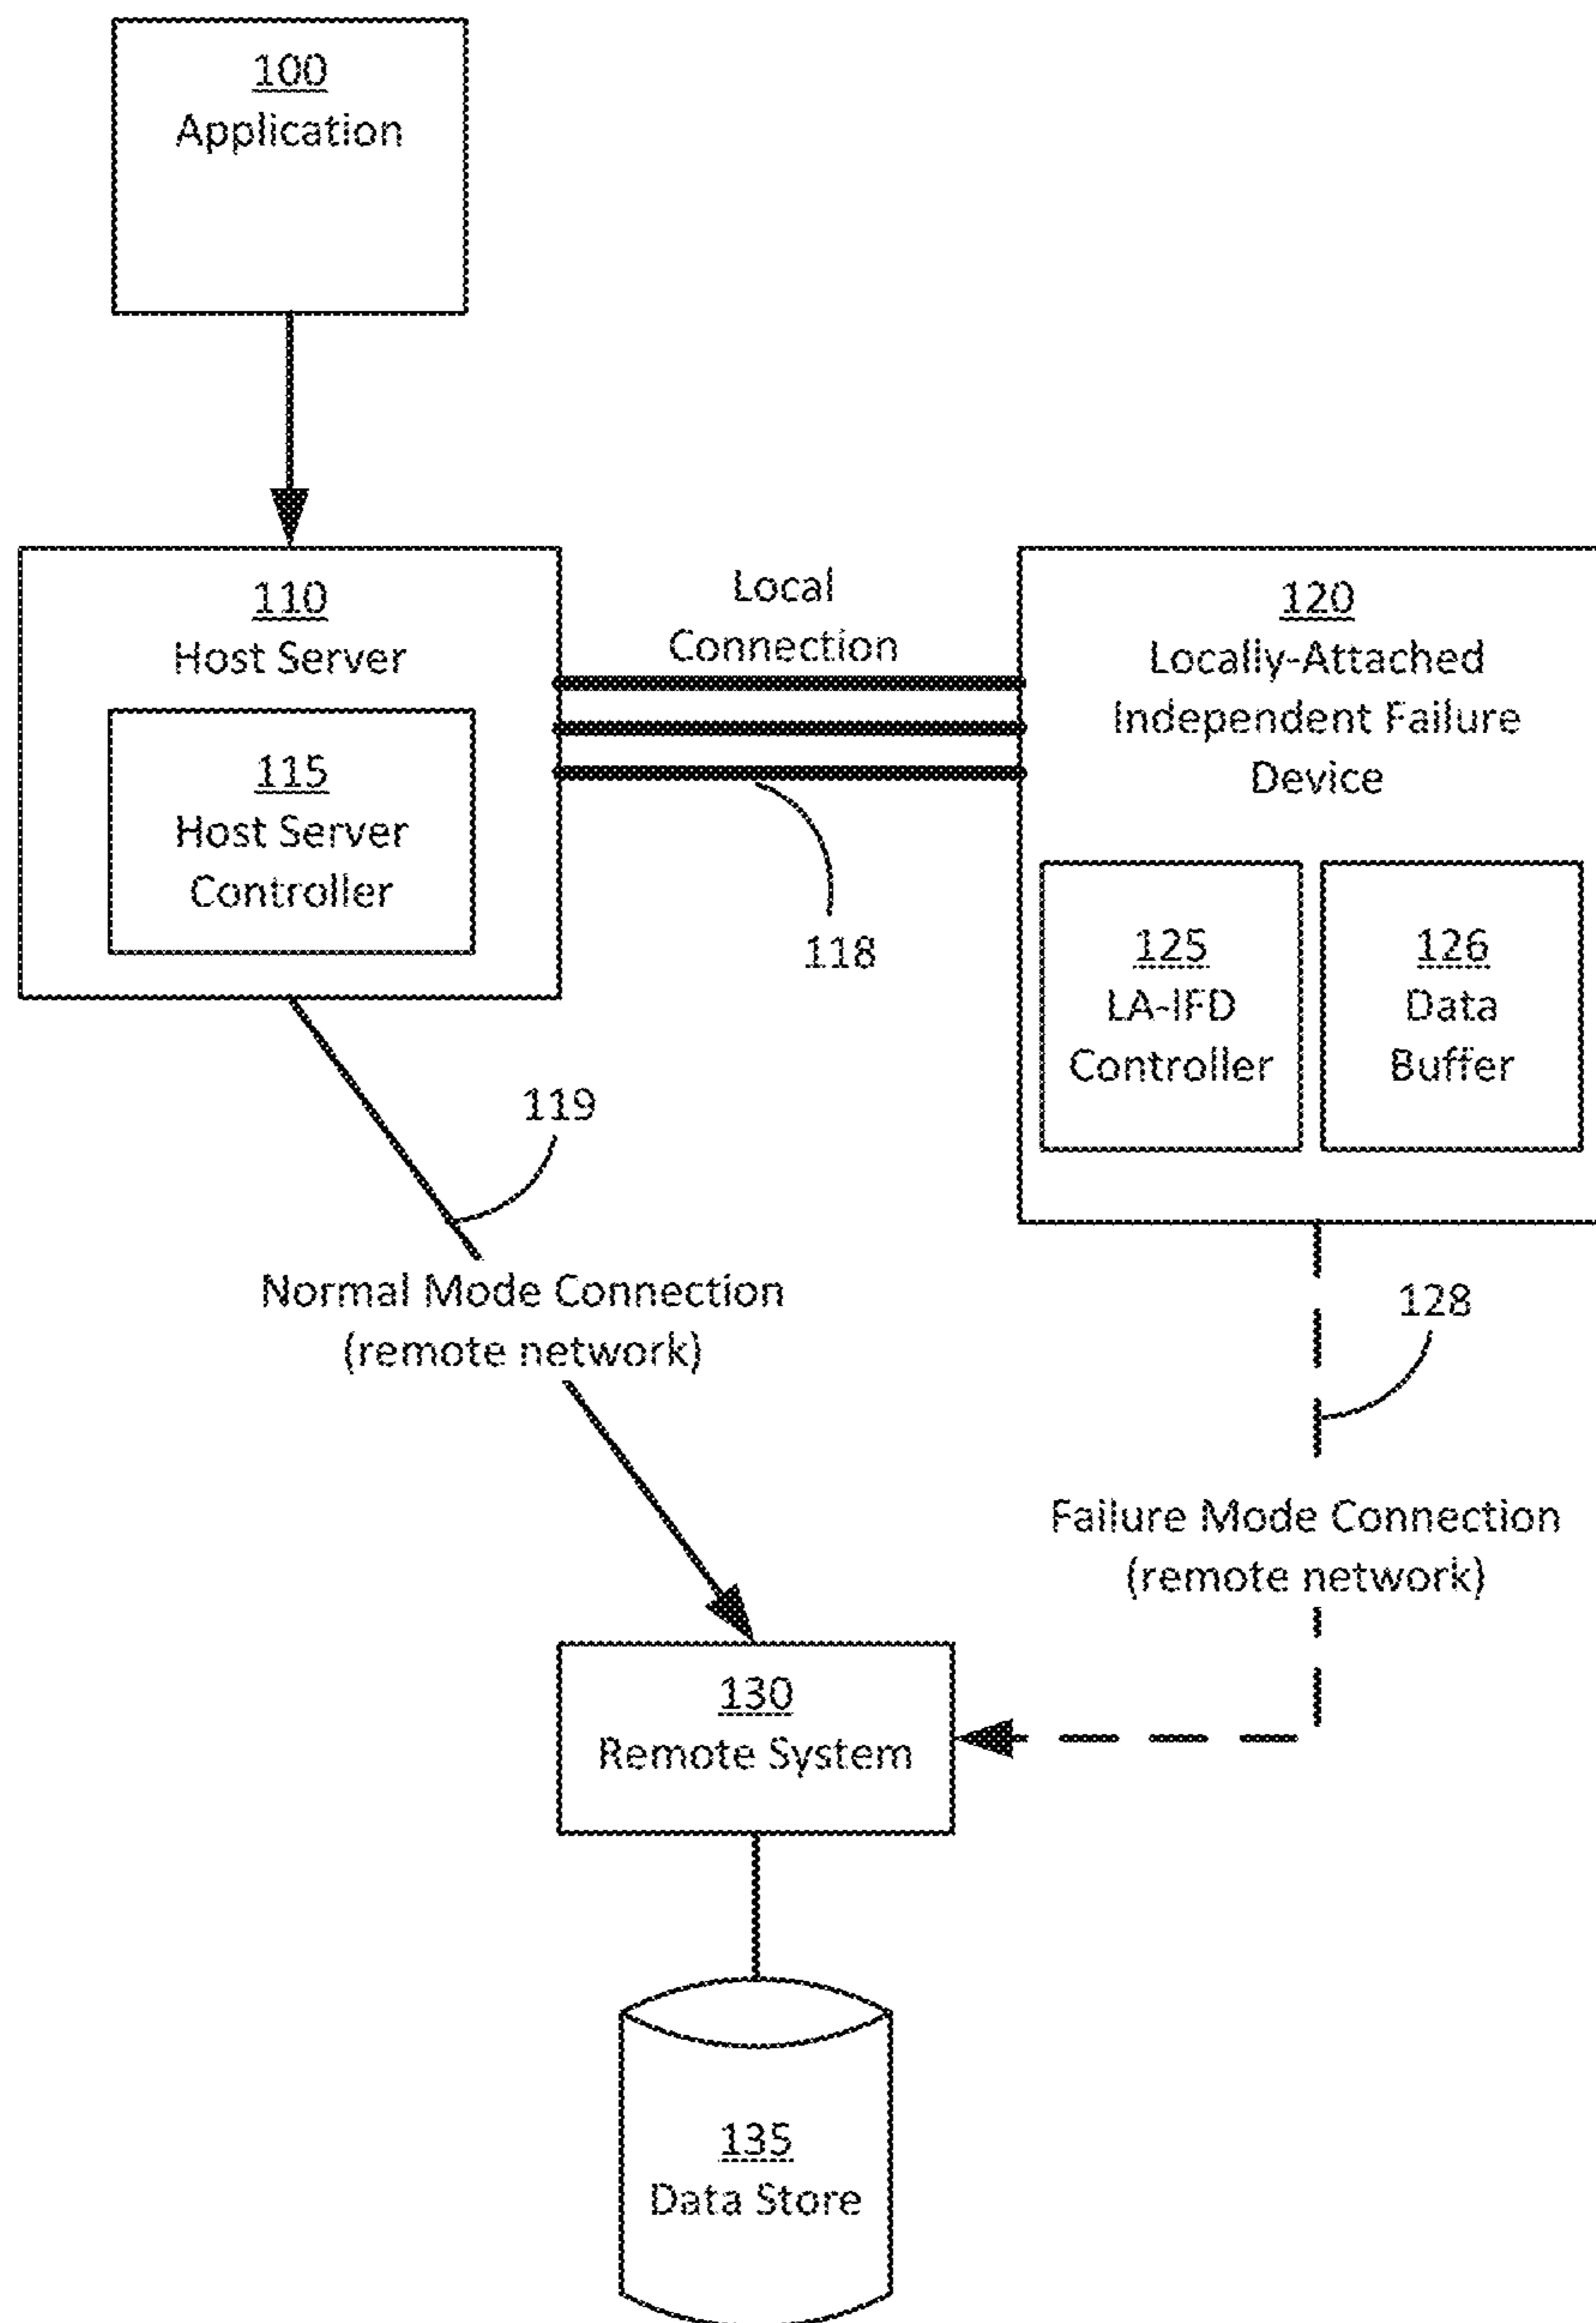 100
Application
110
Host Server
115
Host Server
Controller
Local
Connection
118
120
Locally-Attached
Independent Failure
Device
125
LA-IFD
Controller
126
Data
Buffer
119
Normal Mode Connection
(remote network)
128
Failure Mode Connection
(remote network)
130
Remote System
135
Data Store